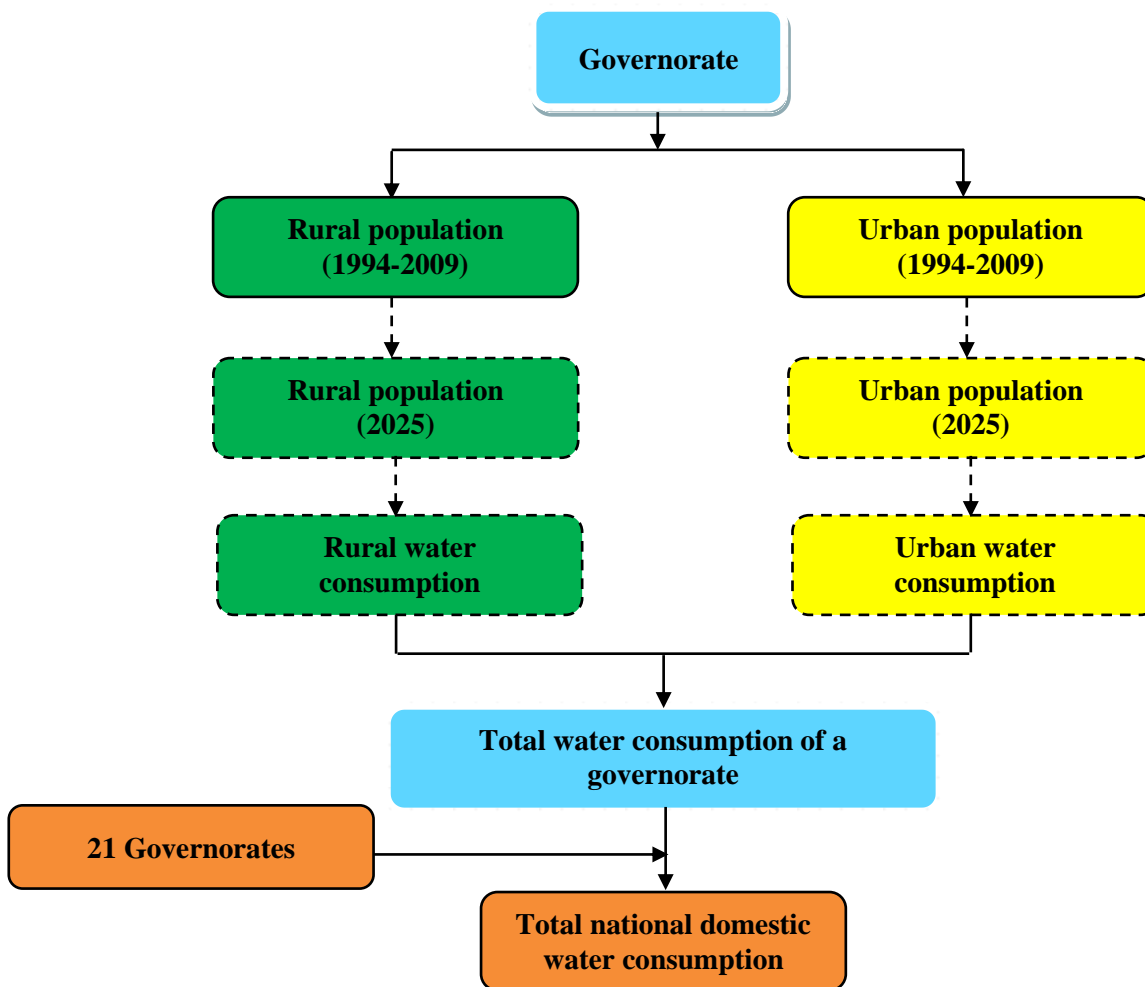 Governorate
Rural population
(1994-2009)
Urban population
(1994-2009)
Rural population
(2025)
Urban population
(2025)
Rural water
consumption
Urban water
consumption
Total water consumption of a
governorate
21 Governorates
Total national domestic
water consumption